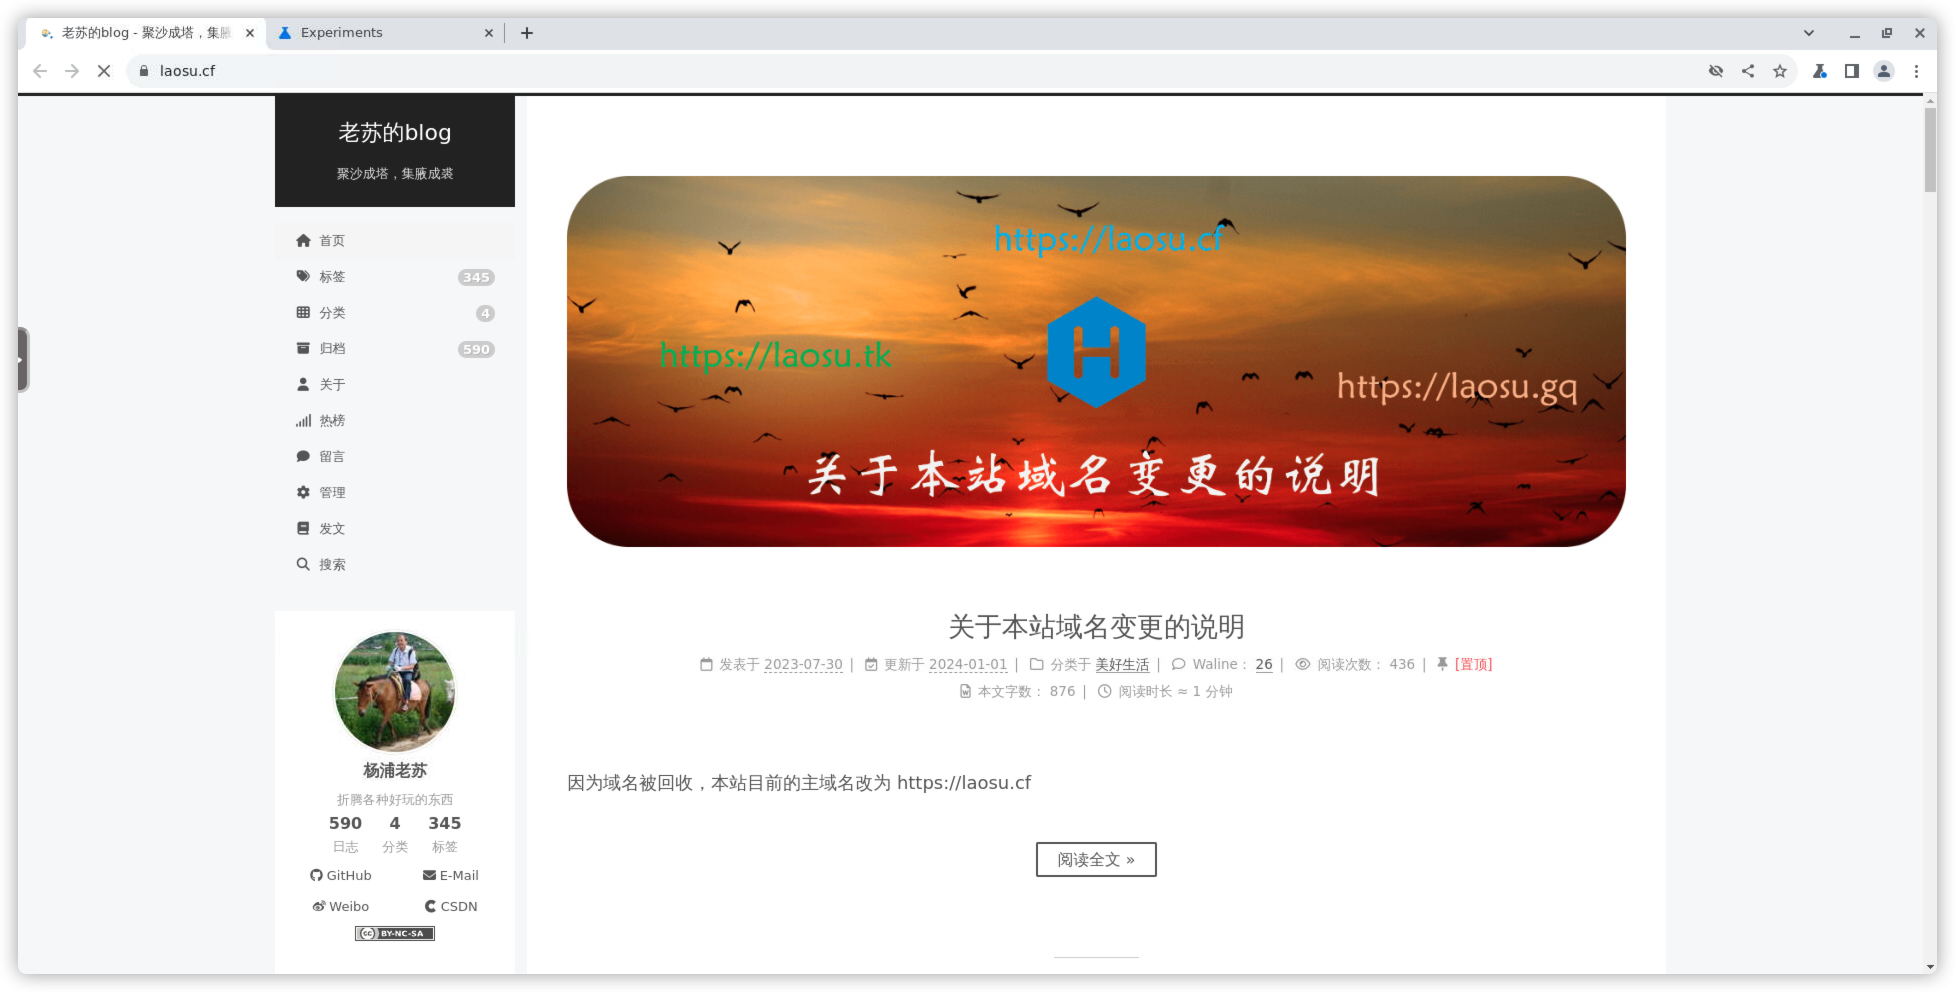 老苏的blog - 聚沙成塔，集腋
Experiments
laosu.cf
老苏的blog
聚沙成塔，集腋成裘
首页
标签 345
分类 4
归档 590
关于
热榜
留言
管理
发文
搜索
杨浦老苏
折腾各种好玩的东西
590 4 345
日志 分类 标签
GitHub E-Mail
Weibo CSDN
cc BY-NC-SA
https://laosu.cf
H
https://laosu.tk
https://laosu.gq
关于本站域名变更的说明
关于本站域名变更的说明
发表于 2023-07-30 | 更新于 2024-01-01 | 分类于 美好生活 | Waline： 26 | 阅读次数： 436 | [置顶]
本文字数： 876 | 阅读时长 ≈ 1 分钟
因为域名被回收，本站目前的主域名改为 https://laosu.cf
阅读全文 »